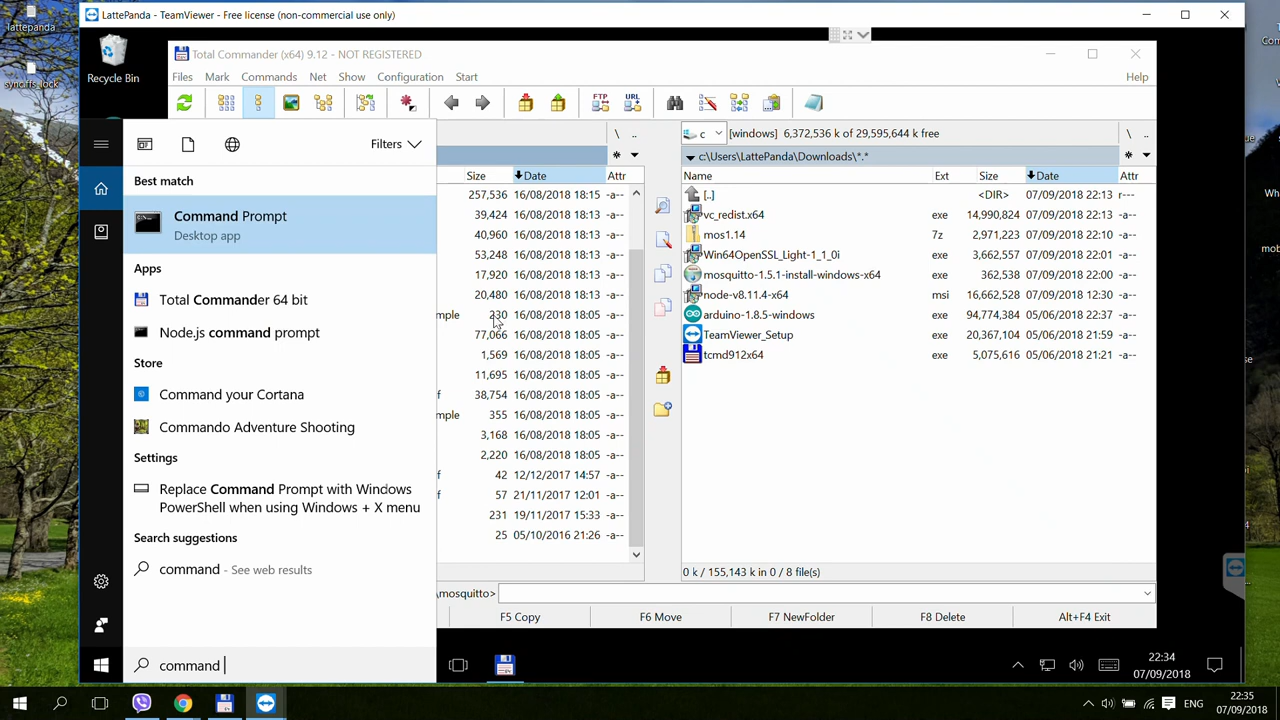 LattePanda - TeamViewer - Free license (non-commercial use only)
lattepanda
synciffs_lock
Recycle Bin
Total Commander (x64) 9.12 - NOT REGISTERED
Files Mark Commands Net Show Configuration Start Help
FTP URL
Filters
\ ..
c [windows] 6,372,536 k of 29,595,644 k free \ ..
* c:\Users\LattePanda\Downloads\*.* *
Size Date Attr
Name Ext Size Date Attr
257,536 16/08/2018 18:15 -a--
39,424 16/08/2018 18:13 -a--
40,960 16/08/2018 18:13 -a--
53,248 16/08/2018 18:13 -a--
17,920 16/08/2018 18:13 -a--
20,480 16/08/2018 18:13 -a--
mple 230 16/08/2018 18:05 -a--
77,066 16/08/2018 18:05 -a--
1,569 16/08/2018 18:05 -a--
11,695 16/08/2018 18:05 -a--
f 38,754 16/08/2018 18:05 -a--
mple 355 16/08/2018 18:05 -a--
3,168 16/08/2018 18:05 -a--
2,220 16/08/2018 18:05 -a--
f 42 12/12/2017 14:57 -a--
f 57 21/11/2017 12:01 -a--
231 19/11/2017 15:33 -a--
25 05/10/2016 21:26 -a--
[..] <DIR> 07/09/2018 22:13 r---
vc_redist.x64 exe 14,990,824 07/09/2018 22:13 -a--
mos1.14 7z 2,971,223 07/09/2018 22:10 -a--
Win64OpenSSL_Light-1_1_0i exe 3,662,557 07/09/2018 22:01 -a--
mosquitto-1.5.1-install-windows-x64 exe 362,538 07/09/2018 22:00 -a--
node-v8.11.4-x64 msi 16,662,528 07/09/2018 12:30 -a--
arduino-1.8.5-windows exe 94,774,384 05/06/2018 22:37 -a--
TeamViewer_Setup exe 20,367,104 05/06/2018 21:59 -a--
tcmd912x64 exe 5,075,616 05/06/2018 21:21 -a--
0 k / 155,143 k in 0 / 8 file(s)
\mosquitto>
F5 Copy F6 Move F7 NewFolder F8 Delete Alt+F4 Exit
Best match
Command Prompt
Desktop app
Apps
Total Commander 64 bit
Node.js command prompt
Store
Command your Cortana
Commando Adventure Shooting
Settings
Replace Command Prompt with Windows
PowerShell when using Windows + X menu
Search suggestions
command - See web results
command
22:34
07/09/2018
ENG
22:35
07/09/2018